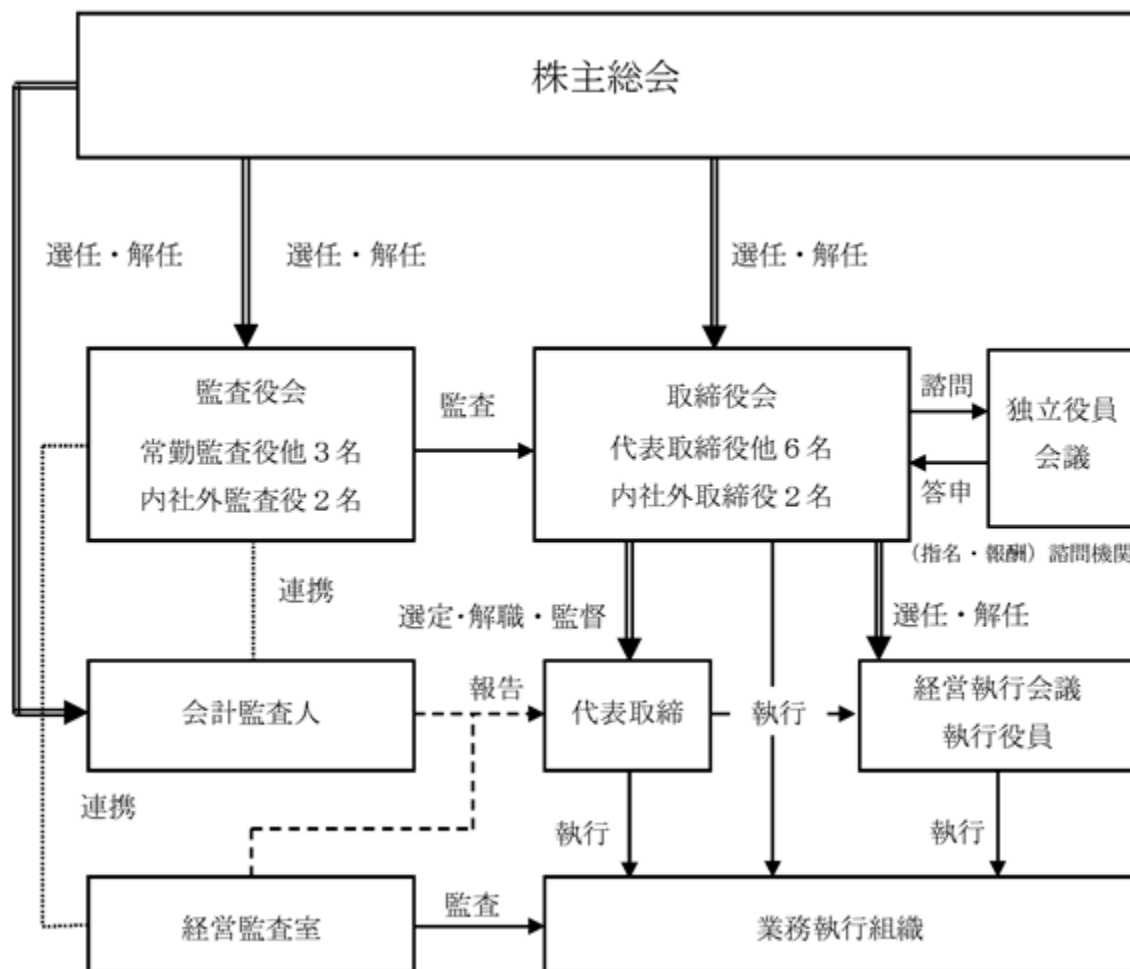 株主総会
選任・解任
選任・解任
選任・解任
監査役会
常勤監査役他３名
内社外監査役２名
監査
取締役会
代表取締役他６名
内社外取締役２名
諮問
答申
独立役員
会議
(指名・報酬）諮問機関
連携
選定・解職・監督
選任・解任
会計監査人
報告
代表取締
執行
経営執行会議
執行役員
連携
執行
執行
経営監査室
監査
業務執行組織